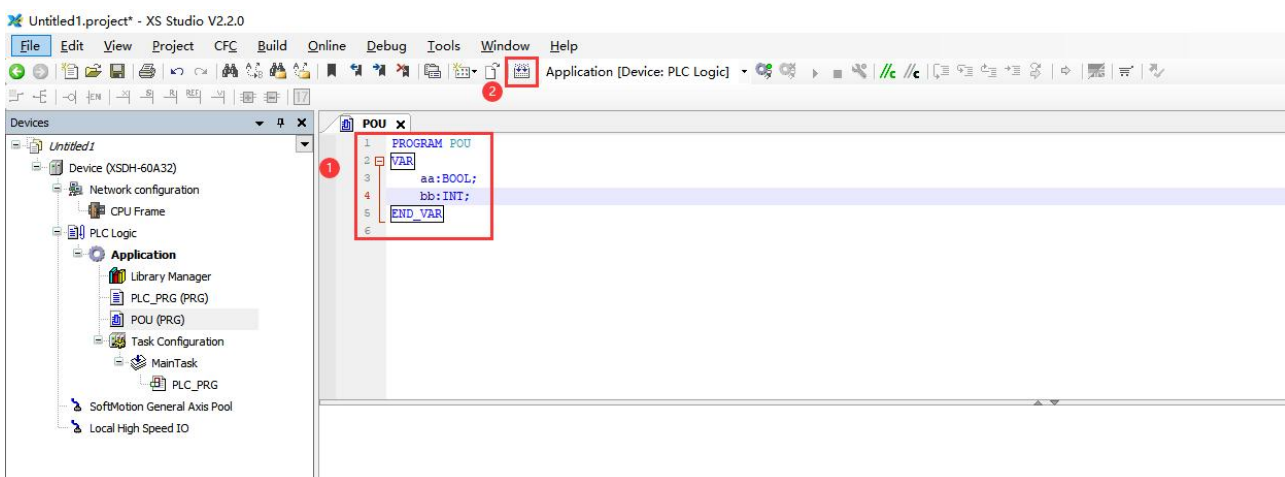 Untitled1.project* - XS Studio V2.2.0
File Edit View Project CFC Build Online Debug Tools Window Help
Application [Device: PLC Logic]
2
Devices
POU
Untitled1
Device (XSDH-60A32)
Network configuration
CPU Frame
PLC Logic
Application
Library Manager
PLC_PRG (PRG)
POU (PRG)
Task Configuration
MainTask
PLC_PRG
SoftMotion General Axis Pool
Local High Speed IO
1
1 PROGRAM POU
2 VAR
3 aa:BOOL;
4 bb:INT;
5 END_VAR
6